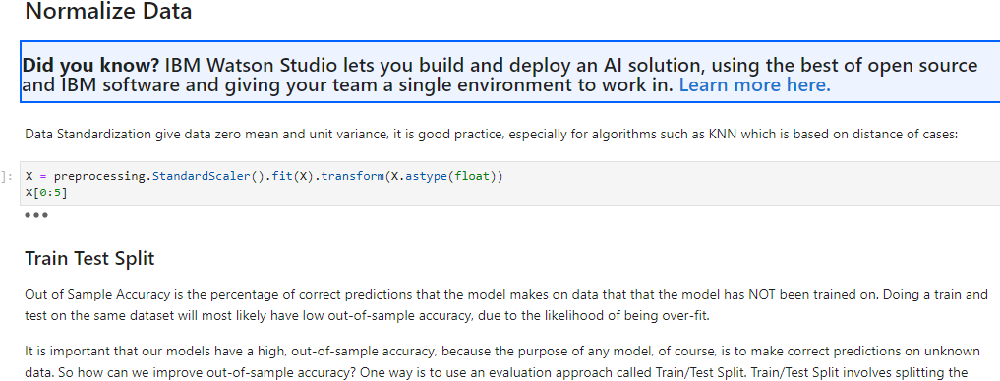 Normalize Data
Did you know? IBM Watson Studio lets you build and deploy an AI solution, using the best of open source
and IBM software and giving your team a single environment to work in. Learn more here.
Data Standardization give data zero mean and unit variance, it is good practice, especially for algorithms such as KNN which is based on distance of cases:
]: X = preprocessing.StandardScaler().fit(X).transform(X.astype(float))
X[0:5]
•••
Train Test Split
Out of Sample Accuracy is the percentage of correct predictions that the model makes on data that that the model has NOT been trained on. Doing a train and
test on the same dataset will most likely have low out-of-sample accuracy, due to the likelihood of being over-fit.
It is important that our models have a high, out-of-sample accuracy, because the purpose of any model, of course, is to make correct predictions on unknown
data. So how can we improve out-of-sample accuracy? One way is to use an evaluation approach called Train/Test Split. Train/Test Split involves splitting the